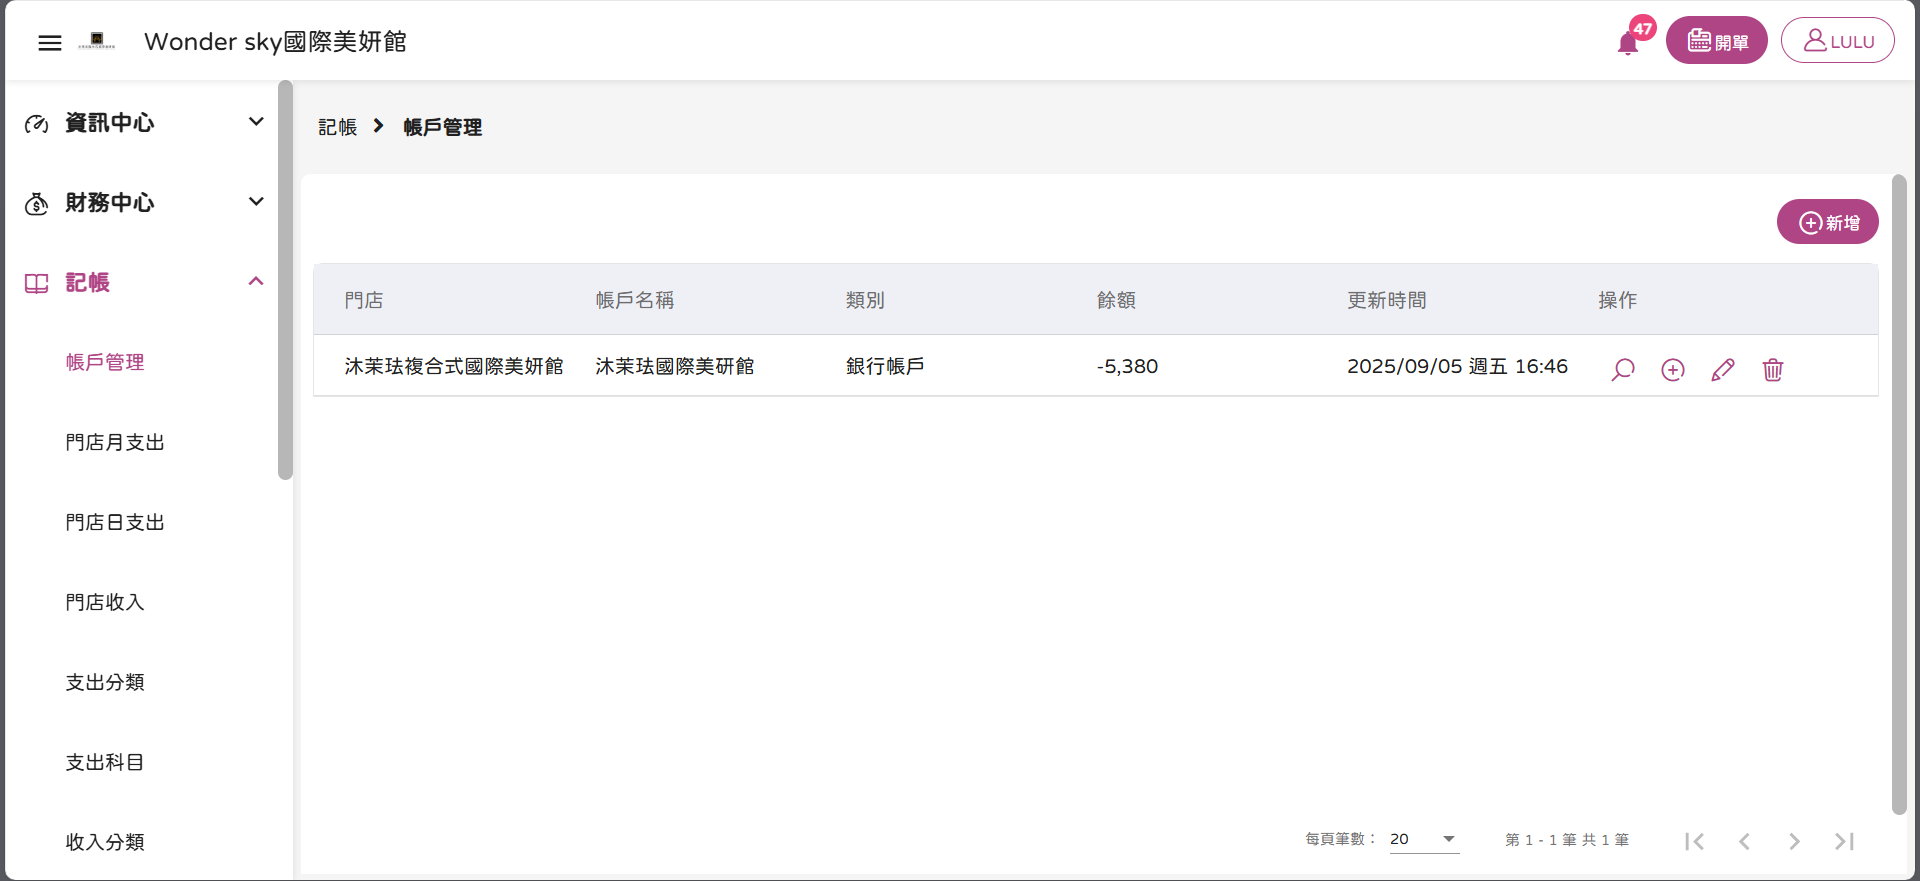 Wonder sky國際美妍館
47
開單
LULU
資訊中心
財務中心
記帳
帳戶管理
門店月支出
門店日支出
門店收入
支出分類
支出科目
收入分類
記帳 帳戶管理
新增
門店 帳戶名稱 類別 餘額 更新時間 操作
沐茉珐複合式國際美妍館 沐茉珐國際美研館 銀行帳戶 -5,380 2025/09/05 週五 16:46
每頁筆數： 20 第 1 - 1 筆 共 1 筆